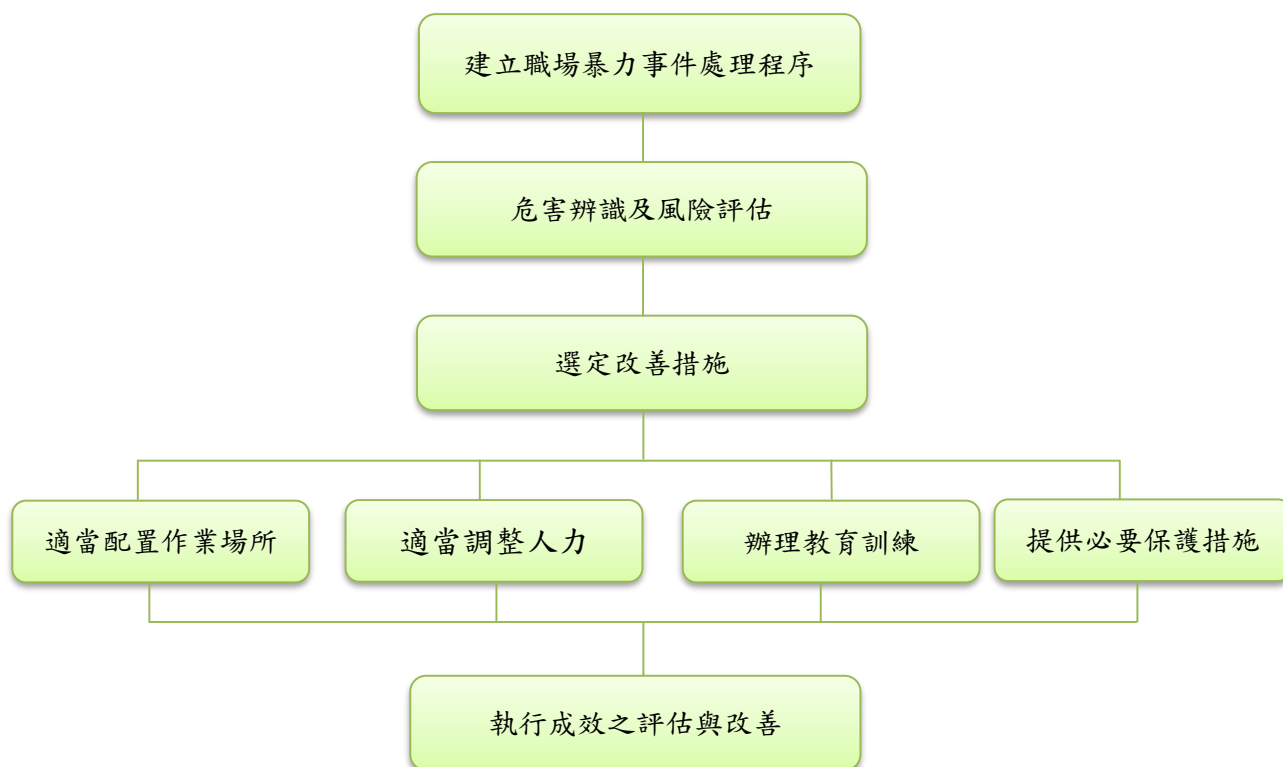 建立職場暴力事件處理程序
危害辨識及風險評估
選定改善措施
適當配置作業場所
適當調整人力
辦理教育訓練
提供必要保護措施
執行成效之評估與改善